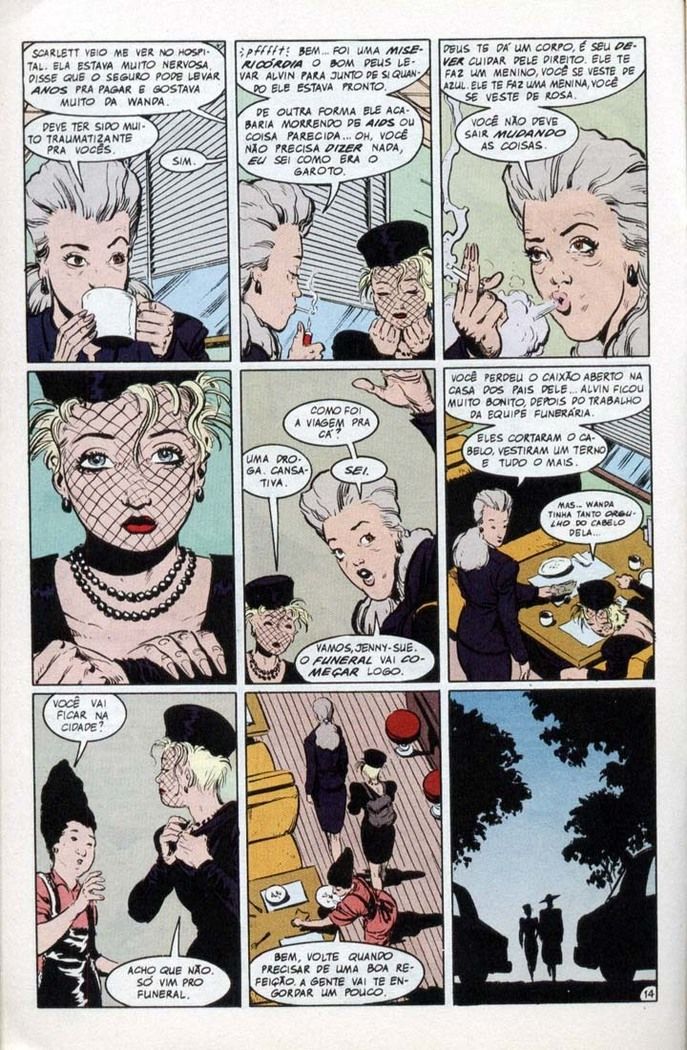 SCARLETT VEIO ME VER NO HOSPI-
TAL. ELA ESTAVA MUITO NERVOSA,
DISSE QUE O SEGURO PODE LEVAR
ANOS PRA PAGAR E GOSTAVA
MUITO DA WANDA.
DEVE TER SIDO MUI-
TO TRAUMATIZANTE
PRA VOCÊS.
SIM.
;pfffft! BEM... FOI UMA MISE-
RICÓRDIA O BOM DEUS LE-
VAR ALVIN PARA JUNTO DE SI QUAN-
DO ELE ESTAVA PRONTO.
DE OUTRA FORMA ELE ACA-
BARIA MORRENDO DE AIDS OU
COISA PARECIDA... OH, VOCÊ
NÃO PRECISA DIZER NADA,
EU SEI COMO ERA O
GAROTO.
DEUS TE DÁ UM CORPO, É SEU DE-
VER CUIDAR DELE DIREITO. ELE TE
FAZ UM MENINO, VOCÊ SE VESTE DE
AZUL. ELE TE FAZ UMA MENINA, VOCÊ
SE VESTE DE ROSA.
VOCÊ NÃO DEVE
SAIR MUDANDO
AS COISAS.
COMO FOI
A VIAGEM PRA
CÁ?
UMA DRO-
GA. CANSA-
TIVA.
SEI.
VAMOS, JENNY-SUE.
O FUNERAL VAI CO-
MEÇAR LOGO.
VOCÊ PERDEU O CAIXÃO ABERTO NA
CASA DOS PAIS DELE... ALVIN FICOU
MUITO BONITO, DEPOIS DO TRABALHO
DA EQUIPE FUNERÁRIA.
ELES CORTARAM O CA-
BELO, VESTIRAM UM TERNO
E TUDO O MAIS.
MAS... WANDA
TINHA TANTO ORGU-
LHO DO CABELO
DELA...
VOCÊ VAI
FICAR NA
CIDADE?
ACHO QUE NÃO.
SÓ VIM PRO
FUNERAL.
BEM, VOLTE QUANDO
PRECISAR DE UMA BOA RE-
FEIÇÃO. A GENTE VAI TE EN-
GORDAR UM POUCO.
14